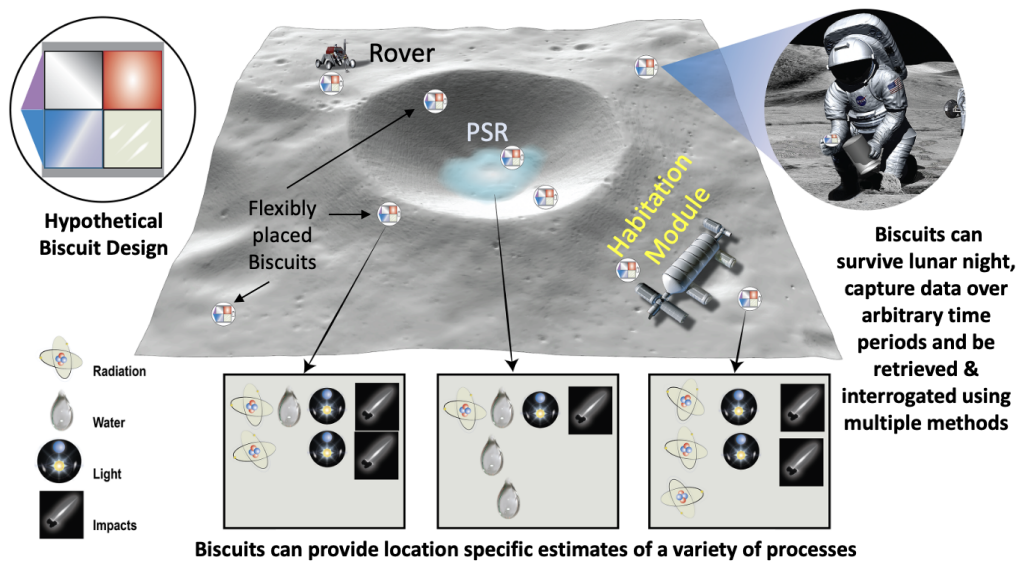 Rover
PSR
Habitation
Module
Hypothetical
Biscuit Design
Flexibly
placed
Biscuits
Biscuits can
survive lunar night,
capture data over
arbitrary time
periods and be
retrieved &
interrogated using
multiple methods
Radiation
Water
Light
Impacts
Biscuits can provide location specific estimates of a variety of processes